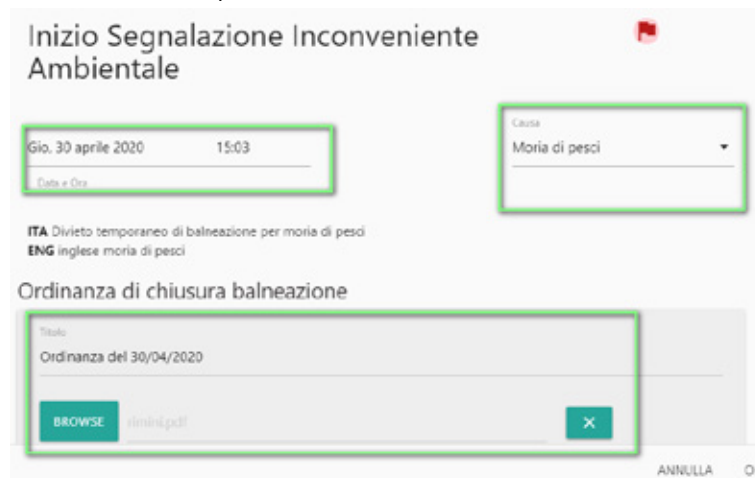 Inizio Segnalazione Inconveniente
Ambientale
Causa
Gio. 30 aprile 2020 15:03 Moria di pesci
Data e Ora
ITA Divieto temporaneo di balneazione per moria di pesci
ENG inglese moria di pesci
Ordinanza di chiusura balneazione
Titolo
Ordinanza del 30/04/2020
BROWSE rimini.pdf ×
ANNULLA O